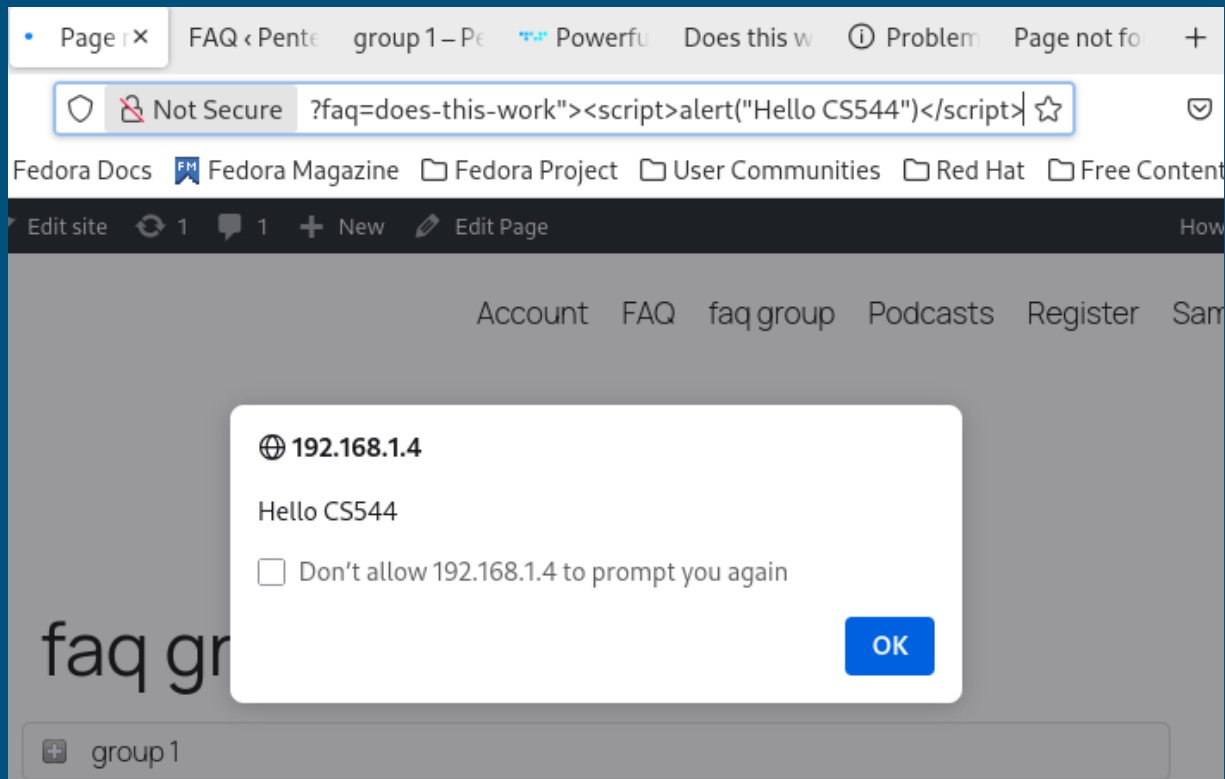 Page FAQ ‹ Pente group 1 – Pe Powerfu Does this w Problem Page not fo +
Not Secure ?faq=does-this-work"><script>alert("Hello CS544")</script>
Fedora Docs FM Fedora Magazine Fedora Project User Communities Red Hat Free Content
Edit site 1 1 New Edit Page How
Account FAQ faq group Podcasts Register Sam
192.168.1.4
Hello CS544
Don't allow 192.168.1.4 to prompt you again
OK
faq gr
group 1